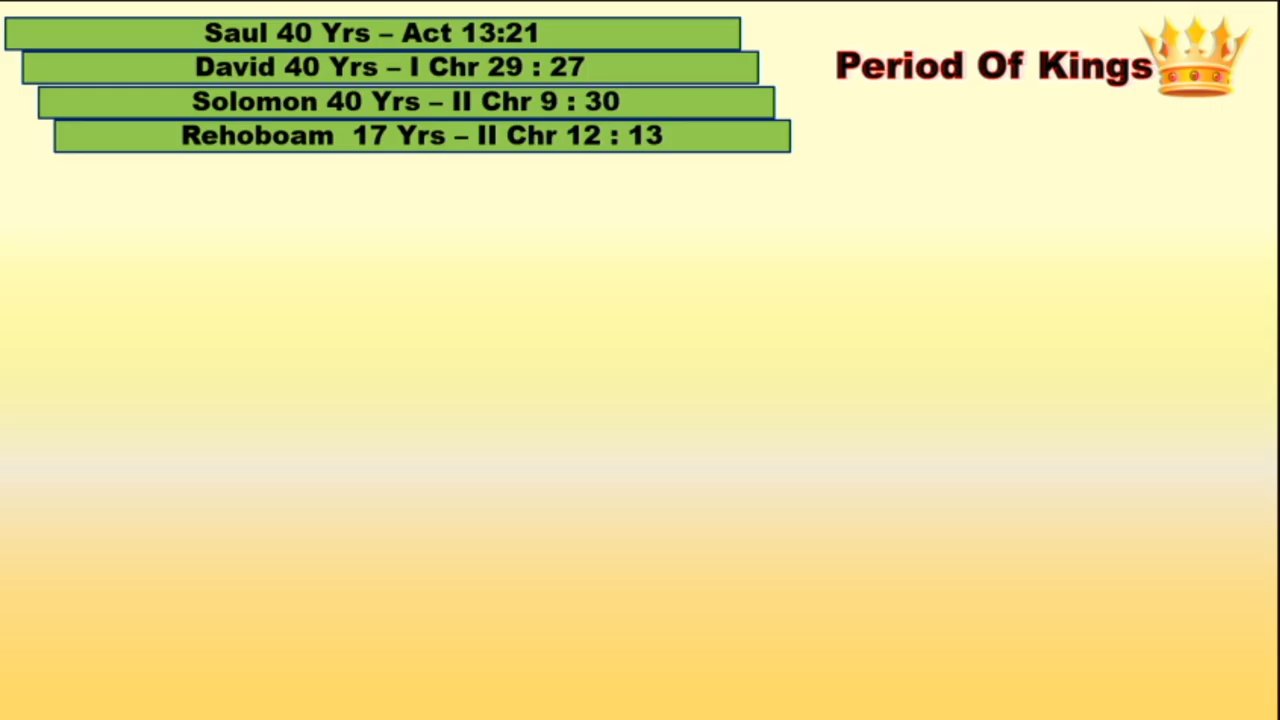 Saul 40 Yrs – Act 13:21
David 40 Yrs – I Chr 29 : 27
Solomon 40 Yrs – II Chr 9 : 30
Rehoboam 17 Yrs – II Chr 12 : 13
Period Of Kings